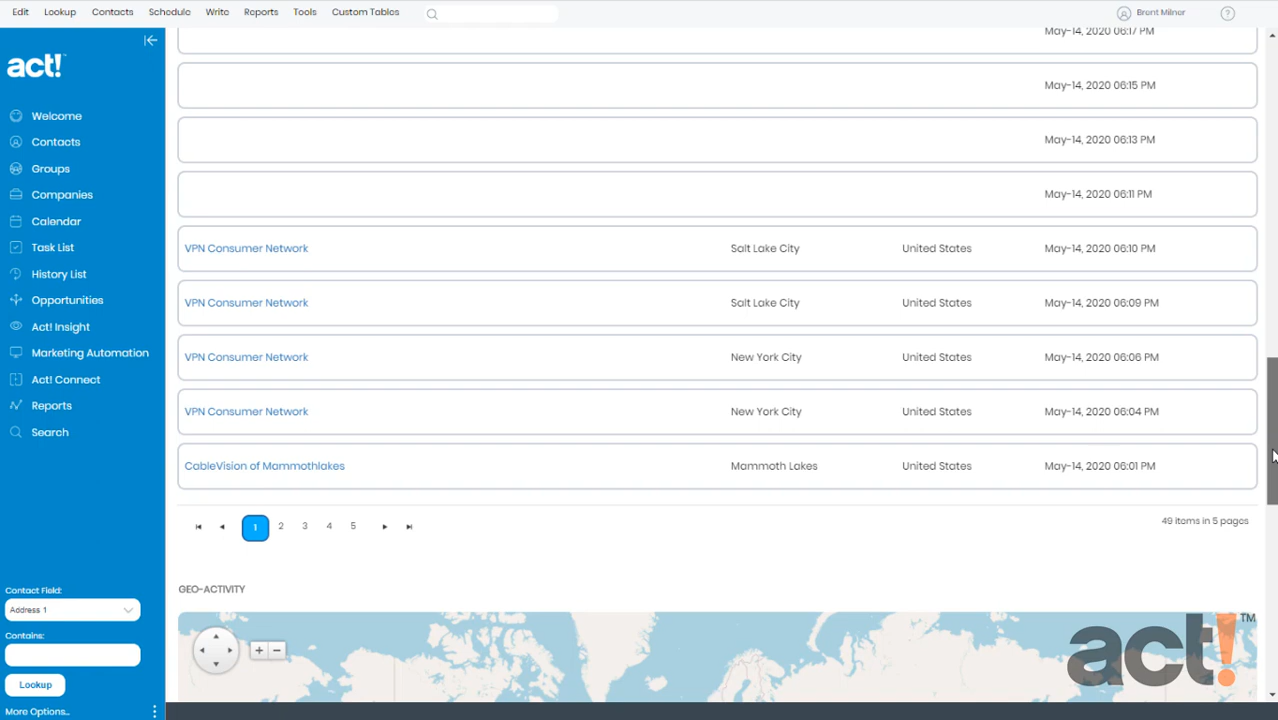 Edit Lookup Contacts Schedule Write Reports Tools Custom Tables Brent Milner ?
act!™
Welcome
Contacts
Groups
Companies
Calendar
Task List
History List
Opportunities
Act! Insight
Marketing Automation
Act! Connect
Reports
Search
Contact Field:
Address 1
Contains:
Lookup
More Options...
May-14, 2020 06:17 PM
May-14, 2020 06:15 PM
May-14, 2020 06:13 PM
May-14, 2020 06:11 PM
VPN Consumer Network Salt Lake City United States May-14, 2020 06:10 PM
VPN Consumer Network Salt Lake City United States May-14, 2020 06:09 PM
VPN Consumer Network New York City United States May-14, 2020 06:06 PM
VPN Consumer Network New York City United States May-14, 2020 06:04 PM
CableVision of Mammothlakes Mammoth Lakes United States May-14, 2020 06:01 PM
1 2 3 4 5 49 items in 5 pages
GEO-ACTIVITY
+ −
act!™